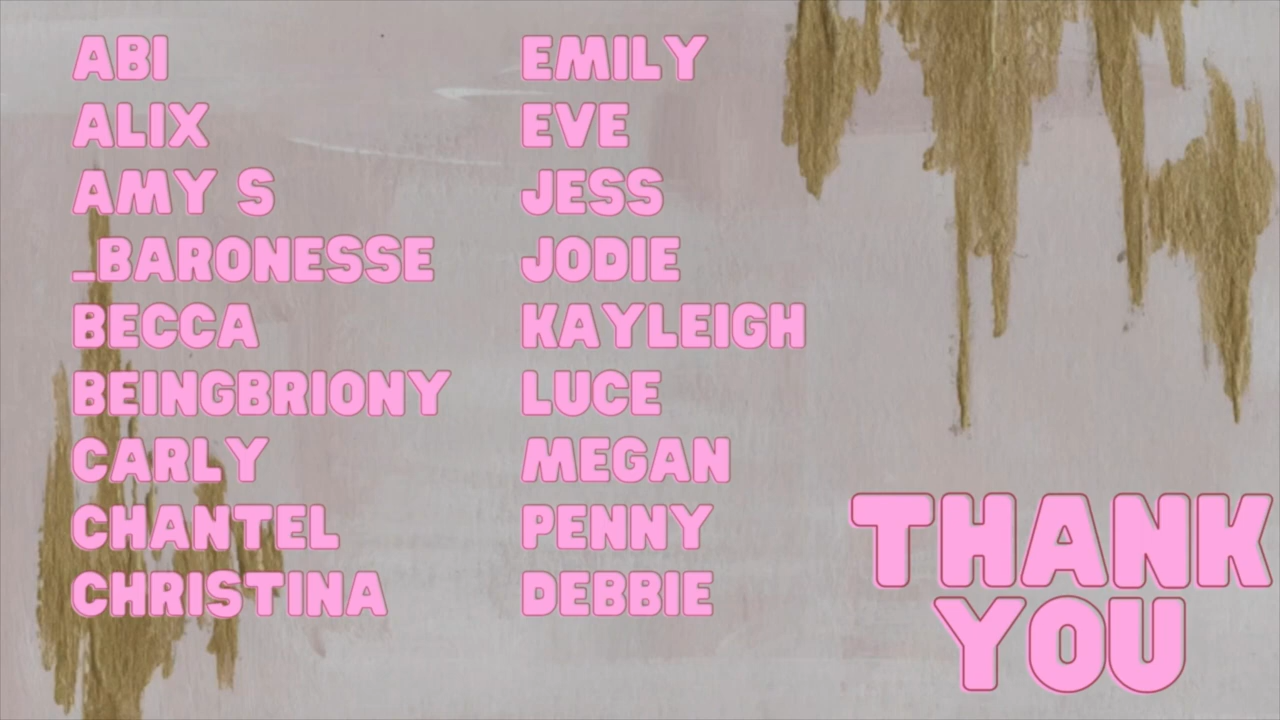 ABI
ALIX
AMY S
_BARONESSE
BECCA
BEINGBRIONY
CARLY
CHANTEL
CHRISTINA
EMILY
EVE
JESS
JODIE
KAYLEIGH
LUCE
MEGAN
PENNY
DEBBIE
THANK
YOU